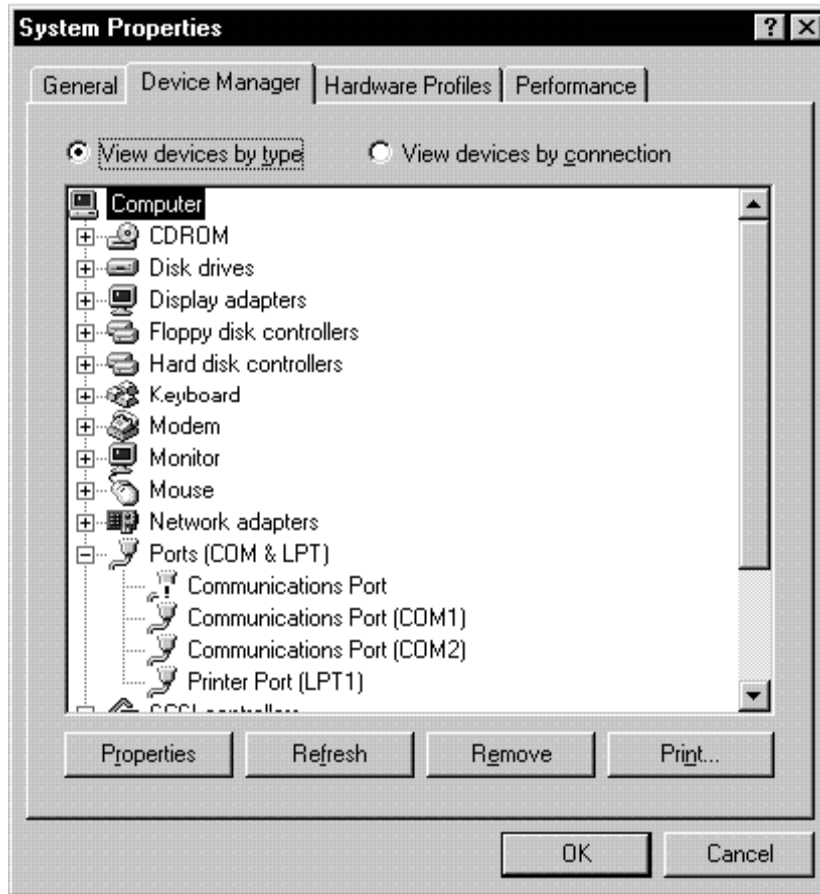 System Properties
General Device Manager Hardware Profiles Performance
View devices by type View devices by connection
Computer
CDROM
Disk drives
Display adapters
Floppy disk controllers
Hard disk controllers
Keyboard
Modem
Monitor
Mouse
Network adapters
Ports (COM & LPT)
Communications Port
Communications Port (COM1)
Communications Port (COM2)
Printer Port (LPT1)
SCSI controllers
Properties Refresh Remove Print...
OK Cancel